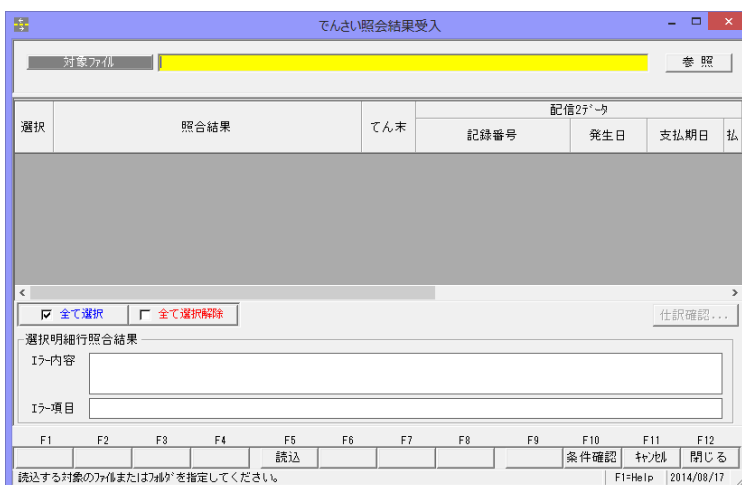 でんさい照会結果受入
対象ファイル
参 照
選択
照合結果
てん末
配信2データ
記録番号
発生日
支払期日
払
全て選択
全て選択解除
仕訳確認...
選択明細行照合結果
エラー内容
エラー項目
F1 F2 F3 F4 F5 F6 F7 F8 F9 F10 F11 F12
読込 条件確認 キャンセル 閉じる
読込する対象のファイルまたはフォルダを指定してください。 F1=Help 2014/08/17